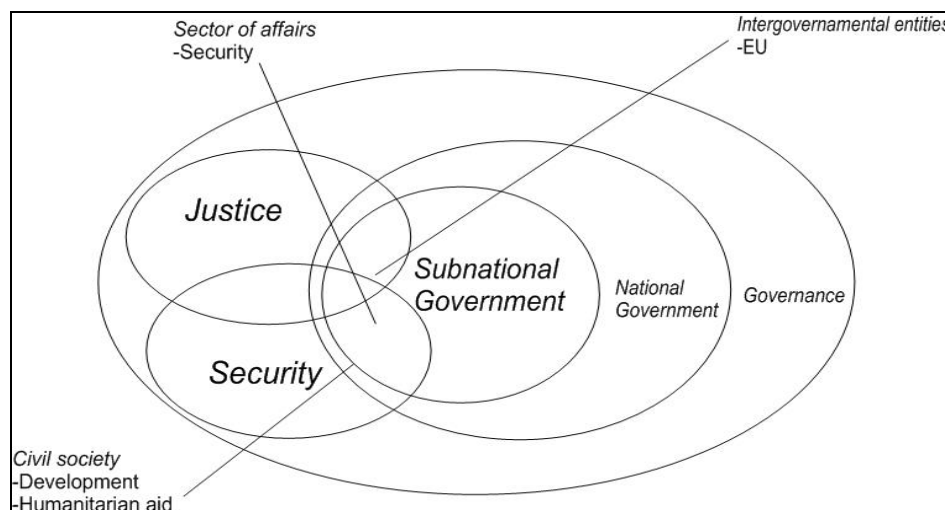 Sector of affairs
-Security
Intergovernamental entities
-EU
Justice
Subnational
Government
National
Government
Governance
Security
Civil society
-Development
-Humanitarian aid